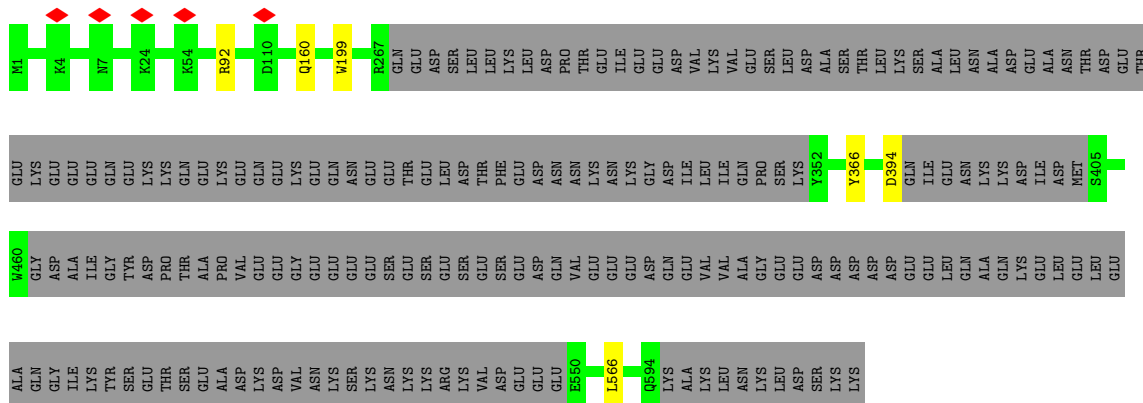 M1 K4 N7 K24 K54 R92 D110 Q160 W199 R267 GLN GLU ASP SER LEU LEU LYS LEU ASP PRO THR GLU ILE GLU GLU ASP VAL LYS VAL GLU SER LEU ASP ALA SER THR LEU LYS SER ALA LEU ASN ALA ASP GLU ALA ASN THR ASP GLU THR
GLU LYS GLU GLU GLU GLN GLU LYS LYS GLN GLU LYS GLU GLN GLU LYS GLU GLN ASN GLU GLU THR GLU LEU ASP THR PHE GLU ASP ASN ASN LYS ASN LYS GLY ASP ILE LEU ILE GLN PRO SER LYS Y352 Y366 D394 GLN ILE GLU ASN LYS LYS ASP ILE ASP MET S405
W460 GLY ASP ALA ILE GLY TYR ASP PRO THR ALA PRO VAL GLU GLU GLY GLU GLU GLU GLU SER GLU SER GLU SER GLU SER GLU ASP GLN VAL GLU GLU GLU ASP GLN GLU VAL VAL ALA GLY GLU GLU ASP ASP ASP ASP ASP GLU GLU LEU GLN ALA GLN LYS GLU LEU GLU LEU GLU
ALA GLN GLY ILE LYS TYR SER GLU THR SER GLU ALA ASP LYS ASP VAL ASN LYS SER LYS ASN LYS LYS ARG LYS VAL ASP GLU GLU GLU E550 L566 Q594 LYS ALA LYS LEU ASN LYS LEU ASP SER LYS LYS